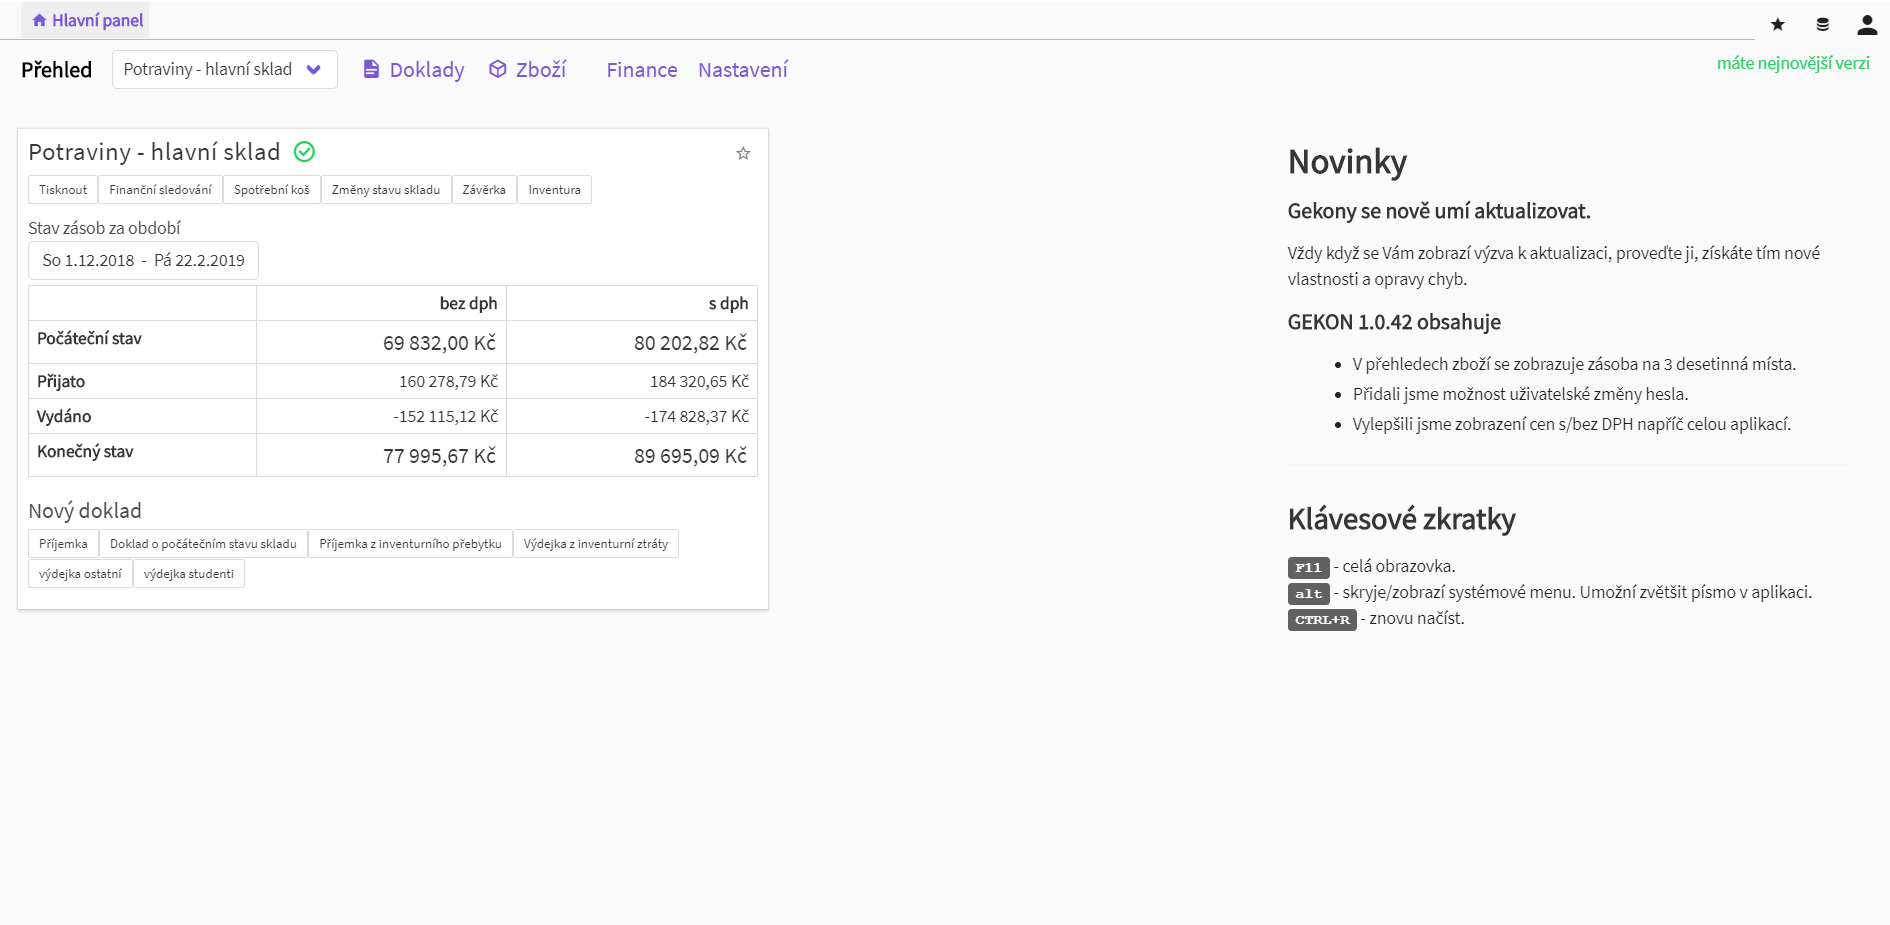 Hlavní panel
Přehled Potraviny - hlavní sklad Doklady Zboží Finance Nastavení
máte nejnovější verzi
Potraviny - hlavní sklad
Tisknout Finanční sledování Spotřební koš Změny stavu skladu Závěrka Inventura
Stav zásob za období
So 1.12.2018 - Pá 22.2.2019
bez dph s dph
Počáteční stav 69 832,00 Kč 80 202,82 Kč
Přijato 160 278,79 Kč 184 320,65 Kč
Vydáno -152 115,12 Kč -174 828,37 Kč
Konečný stav 77 995,67 Kč 89 695,09 Kč
Nový doklad
Příjemka Doklad o počátečním stavu skladu Příjemka z inventurního přebytku Výdejka z inventurní ztráty
výdejka ostatní výdejka studenti
Novinky
Gekony se nově umí aktualizovat.
Vždy když se Vám zobrazí výzva k aktualizaci, proveďte ji, získáte tím nové
vlastnosti a opravy chyb.
GEKON 1.0.42 obsahuje
V přehledech zboží se zobrazuje zásoba na 3 desetinná místa.
Přidali jsme možnost uživatelské změny hesla.
Vylepšili jsme zobrazení cen s/bez DPH napříč celou aplikací.
Klávesové zkratky
F11 - celá obrazovka.
alt - skryje/zobrazí systémové menu. Umožní zvětšit písmo v aplikaci.
CTRL+R - znovu načíst.